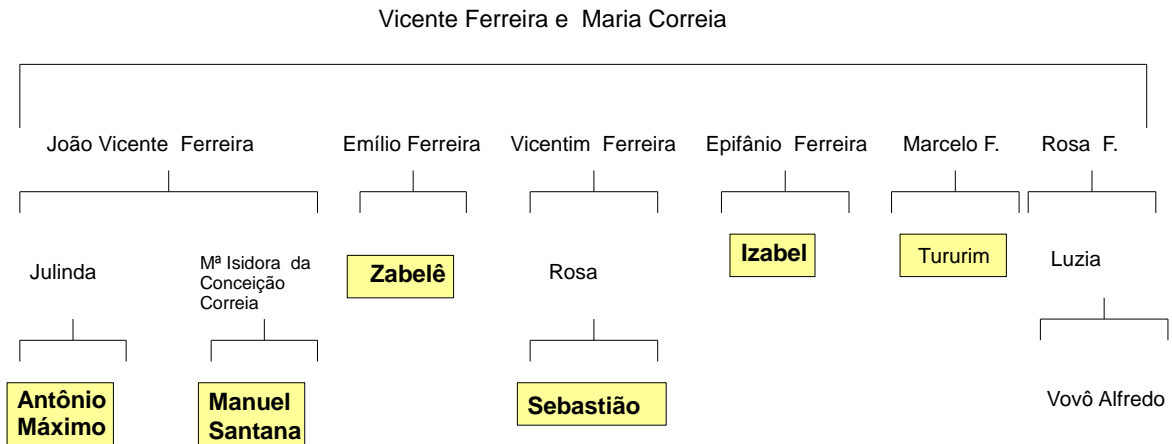 Vicente Ferreira e Maria Correia
João Vicente Ferreira
Emílio Ferreira
Vicentim Ferreira
Epifânio Ferreira
Marcelo F.
Rosa F.
Julinda
Mª Isidora da
Conceição
Correia
Zabelê
Rosa
Izabel
Tururim
Luzia
Antônio
Máximo
Manuel
Santana
Sebastião
Vovô Alfredo